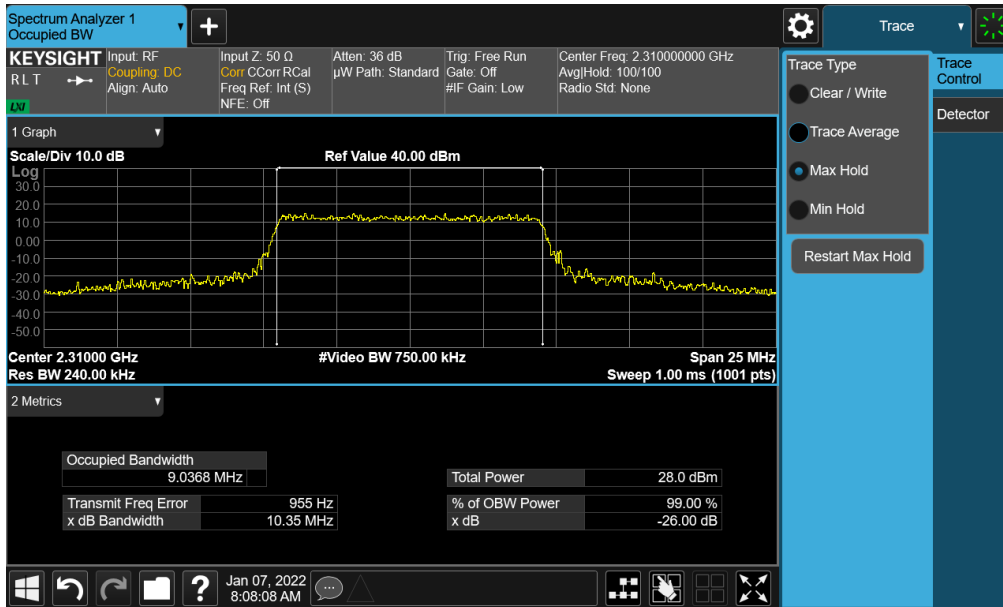 Spectrum Analyzer 1
Occupied BW
Trace
KEYSIGHT
R L T
LXI
Input: RF
Coupling: DC
Align: Auto
Input Z: 50 Ω
Corr CCorr RCal
Freq Ref: Int (S)
NFE: Off
Atten: 36 dB
µW Path: Standard
Trig: Free Run
Gate: Off
#IF Gain: Low
Center Freq: 2.310000000 GHz
Avg|Hold: 100/100
Radio Std: None
1 Graph
Scale/Div 10.0 dB
Ref Value 40.00 dBm
Log
30.0
20.0
10.0
0.00
-10.0
-20.0
-30.0
-40.0
-50.0
Center 2.31000 GHz
#Video BW 750.00 kHz
Span 25 MHz
Res BW 240.00 kHz
Sweep 1.00 ms (1001 pts)
2 Metrics
Occupied Bandwidth
9.0368 MHz
Total Power 28.0 dBm
Transmit Freq Error 955 Hz
% of OBW Power 99.00 %
x dB Bandwidth 10.35 MHz
x dB -26.00 dB
?
Jan 07, 2022
8:08:08 AM
Trace Type
Clear / Write
Trace Average
Max Hold
Min Hold
Restart Max Hold
Trace
Control
Detector